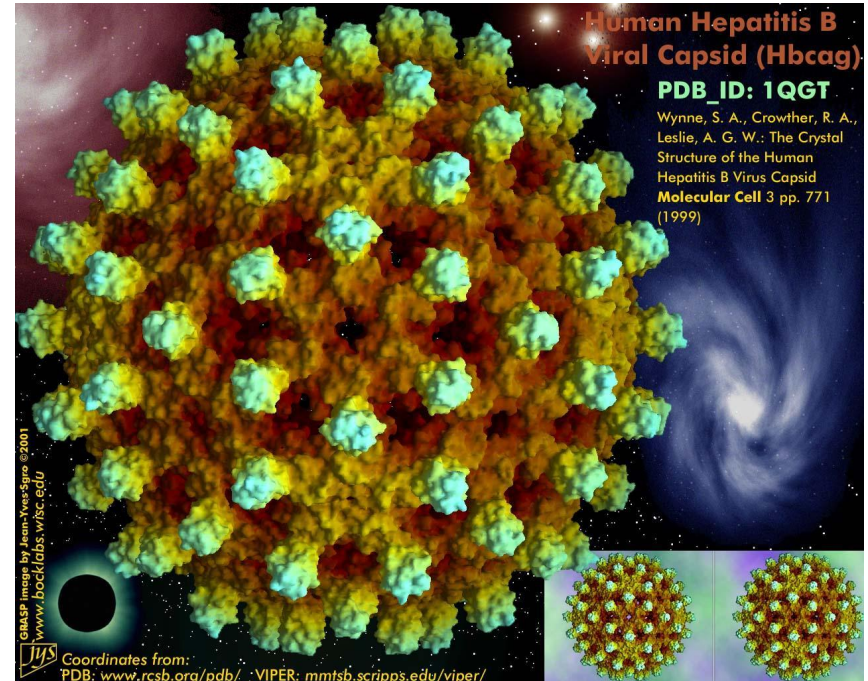 Human Hepatitis B
Viral Capsid (Hbcag)
PDB_ID: 1QGT
Wynne, S. A., Crowther, R. A.,
Leslie, A. G. W.: The Crystal
Structure of the Human
Hepatitis B Virus Capsid
Molecular Cell 3 pp. 771
(1999)
GRASP image by Jean-Yves Sgro ©2001
www.bocklabs.wisc.edu
jys
Coordinates from:
PDB: www.rcsb.org/pdb/ VIPER: mmtsb.scripps.edu/viper/